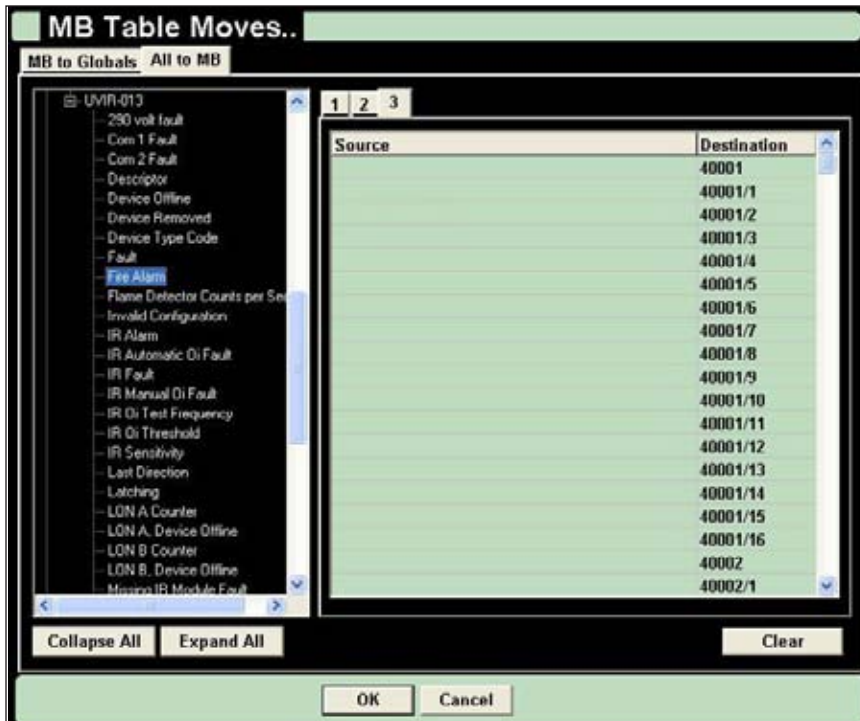 MB Table Moves..
MB to Globals All to MB
UVIR-013
290 volt fault
Com 1 Fault
Com 2 Fault
Descriptor
Device Offline
Device Removed
Device Type Code
Fault
Fire Alarm
Flame Detector Counts per Sec
Invalid Configuration
IR Alarm
IR Automatic Oi Fault
IR Fault
IR Manual Oi Fault
IR Oi Test Frequency
IR Oi Threshold
IR Sensitivity
Last Direction
Latching
LON A Counter
LON A. Device Offline
LON B Counter
LON B. Device Offline
Missing IR Module Fault
Collapse All Expand All
1 2 3
Source Destination
40001
40001/1
40001/2
40001/3
40001/4
40001/5
40001/6
40001/7
40001/8
40001/9
40001/10
40001/11
40001/12
40001/13
40001/14
40001/15
40001/16
40002
40002/1
Clear
OK Cancel